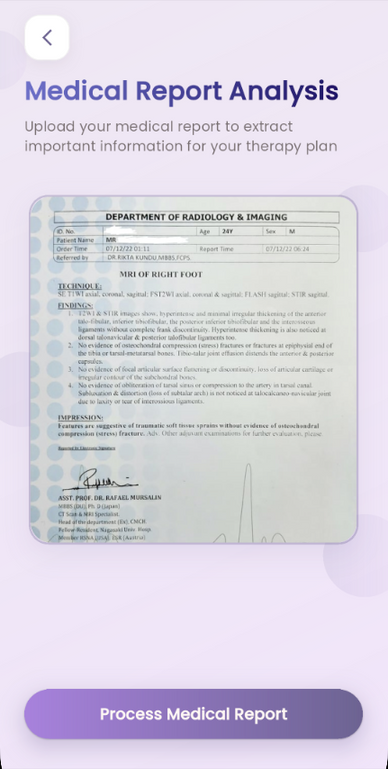 Medical Report Analysis
Upload your medical report to extract
important information for your therapy plan
DEPARTMENT OF RADIOLOGY & IMAGING
ID. No. Age 24Y Sex M
Patient Name MR
Order Time 07/12/22 01:11 Report Time 07/12/22 06:24
Referred by DR.RIKTA KUNDU,MBBS,FCPS
MRI OF RIGHT FOOT
TECHNIQUE:
SE T1WI axial, coronal, sagittal; FST2WI axial, coronal & sagittal; FLASH sagittal; STIR sagittal.
FINDINGS:
1. T2WI & STIR images show, hyperintense and minimal irregular thickening of the anterior
talo-fibular, inferior tibiofibular, the posterior inferior tibiofibular and the interosseous
ligaments without complete frank discontinuity. Hyperintense thickening is also noticed at
dorsal talonavicular & posterior talofibular ligaments too.
2. No evidence of osteochondral compression (stress) fractures or fractures at epiphyseal end of
the tibia or tarsal-metatarsal bones. Tibio-talar joint effusion distends the anterior & posterior
capsules.
3. No evidence of focal articular surface flattering or discontinuity, loss of articular cartilage or
irregular contour of the subchondral bones.
4. No evidence of obliteration of tarsal sinus or compression to the artery in tarsal canal.
Subluxation & distortion (loss of subtalar arch) is not noticed at talocalcaneo-navicular joint
due to laxity or tear of interosseous ligaments.
IMPRESSION:
Features are suggestive of traumatic soft tissue sprains without evidence of osteochondral
compression (stress) fracture. Adv. Other adjuvant examinations for further evaluation, please.
Reported by Electronic Signature
ASST. PROF. DR. RAFAEL MURSALIN
MBBS (DU), Ph. D (Japan)
CT Scan & MRI Specialist
Head of the department (Ex), CMCH
Fellow-Resident, Nagasaki Univ. Hosp.
Member RSNA (USA), ESR (Austria)
Process Medical Report